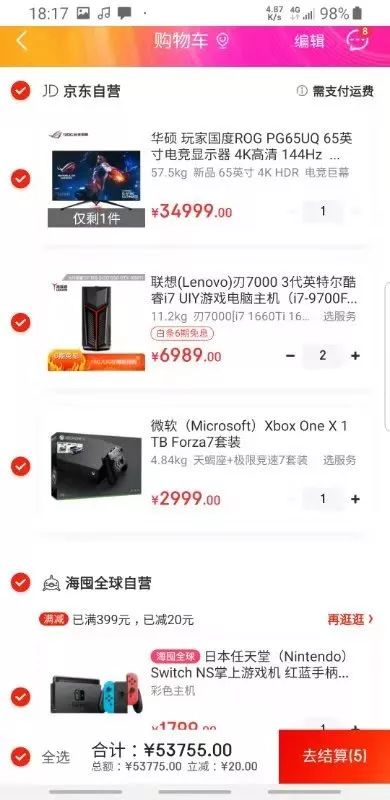 18:17
4.87 K/s 4G 98%
购物车
编辑
8
JD 京东自营
需支付运费
华硕 玩家国度ROG PG65UQ 65英
寸电竞显示器 4K高清 144Hz ...
57.5kg 新品 65英寸 4K HDR 电竞巨幕
仅剩1件
¥34999.00
1
联想(Lenovo)刃7000 3代英特尔酷
睿i7 UIY游戏电脑主机（i7-9700F...
11.2kg 刃7000[i7 1660Ti 16... 选服务
白条6期免息
¥6989.00
2
微软（Microsoft）Xbox One X 1
TB Forza7套装
4.84kg 天蝎座+极限竞速7套装 选服务
¥2999.00
1
海囤全球自营
满减 已满399元，已减20元
再逛逛
海囤全球 日本任天堂（Nintendo）
Switch NS掌上游戏机 红蓝手柄...
彩色主机
¥1799.00
1
全选
合计：¥53755.00
总额：¥53775.00 立减：¥20.00
去结算(5)